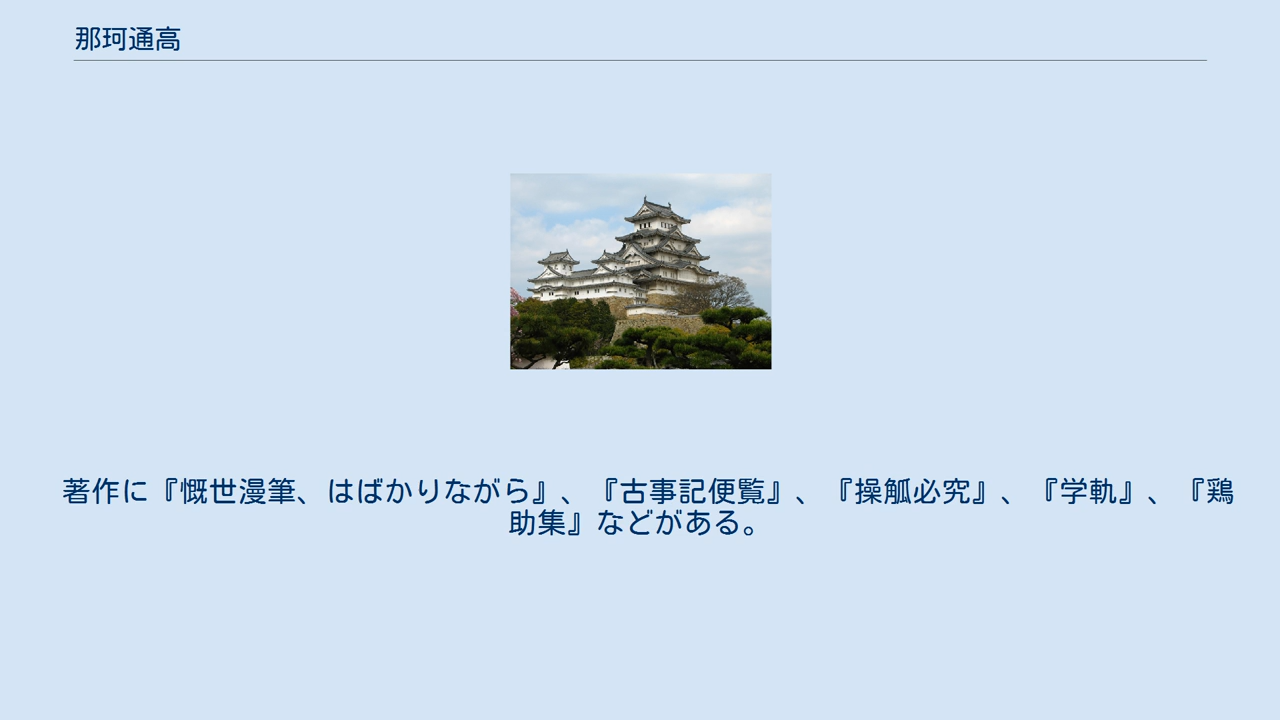 那珂通高
著作に『慨世漫筆、はばかりながら』、『古事記便覧』、『操觚必究』、『学軌』、『鶏
助集』などがある。